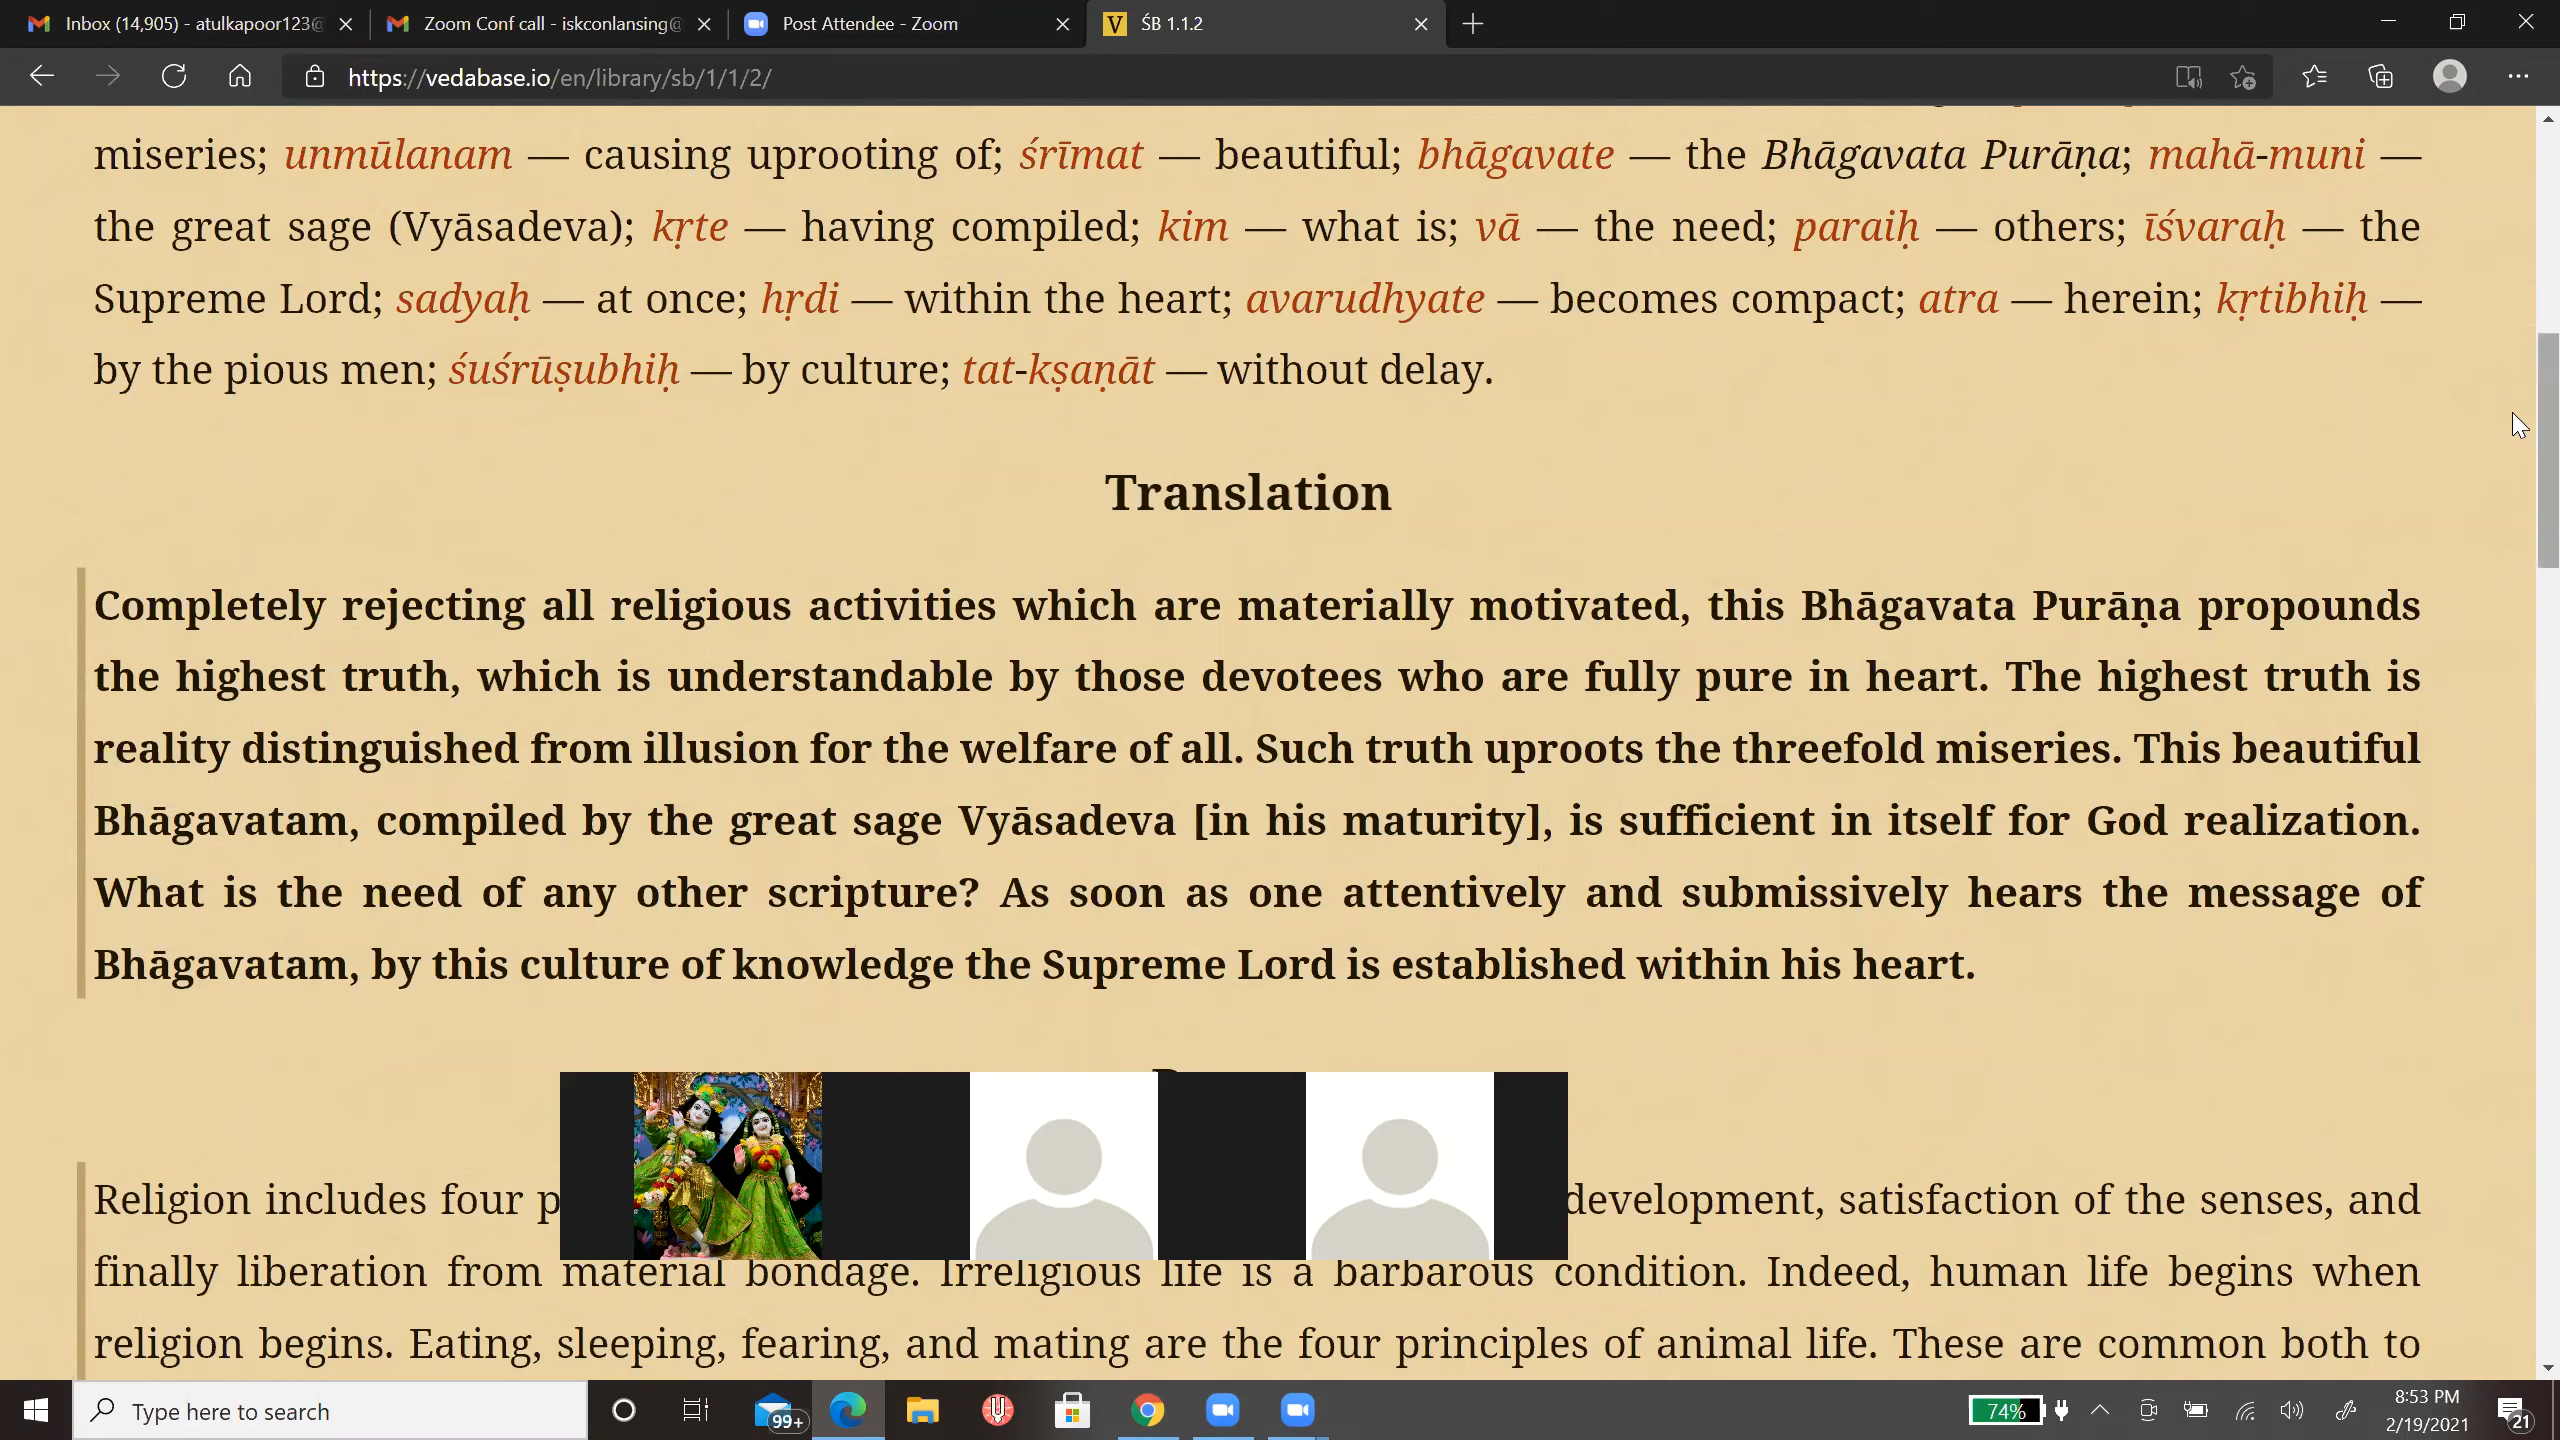 Inbox (14,905) - atulkapoor123@
Zoom Conf call - iskconlansing@
Post Attendee - Zoom
V ŚB 1.1.2
https://vedabase.io/en/library/sb/1/1/2/
miseries; unmūlanam — causing uprooting of; śrīmat — beautiful; bhāgavate — the Bhāgavata Purāṇa; mahā-muni —
the great sage (Vyāsadeva); kṛte — having compiled; kim — what is; vā — the need; paraiḥ — others; īśvaraḥ — the
Supreme Lord; sadyaḥ — at once; hṛdi — within the heart; avarudhyate — becomes compact; atra — herein; kṛtibhiḥ —
by the pious men; śuśrūṣubhiḥ — by culture; tat-kṣaṇāt — without delay.
Translation
Completely rejecting all religious activities which are materially motivated, this Bhāgavata Purāṇa propounds
the highest truth, which is understandable by those devotees who are fully pure in heart. The highest truth is
reality distinguished from illusion for the welfare of all. Such truth uproots the threefold miseries. This beautiful
Bhāgavatam, compiled by the great sage Vyāsadeva [in his maturity], is sufficient in itself for God realization.
What is the need of any other scripture? As soon as one attentively and submissively hears the message of
Bhāgavatam, by this culture of knowledge the Supreme Lord is established within his heart.
Religion includes four p development, satisfaction of the senses, and
finally liberation from material bondage. Irreligious life is a barbarous condition. Indeed, human life begins when
religion begins. Eating, sleeping, fearing, and mating are the four principles of animal life. These are common both to
Type here to search
99+
74%
8:53 PM
2/19/2021
21